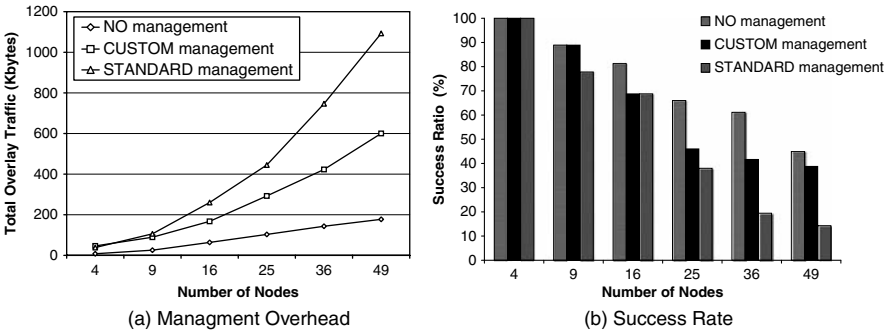 Total Overlay Traffic (Kbytes)
1200
1000
800
600
400
200
0
NO management
CUSTOM management
STANDARD management
4 9 16 25 36 49
Number of Nodes
(a) Managment Overhead
Success Ratio (%)
100
90
80
70
60
50
40
30
20
10
0
NO management
CUSTOM management
STANDARD management
4 9 16 25 36 49
Number of Nodes
(b) Success Rate